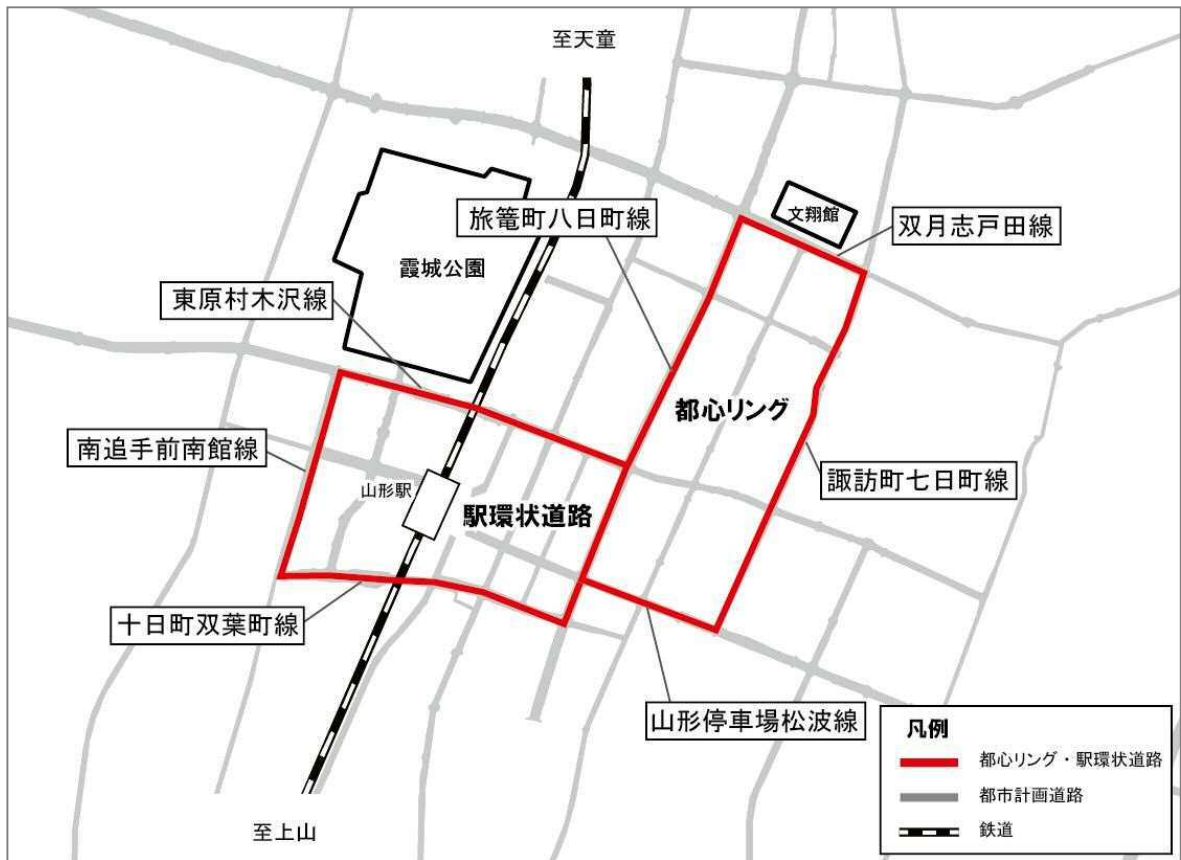 至天童
文翔館
旅篭町八日町線
双月志戸田線
霞城公園
東原村木沢線
都心リング
南追手前南館線
諏訪町七日町線
山形駅
駅環状道路
十日町双葉町線
山形停車場松波線
凡例
都心リング・駅環状道路
都市計画道路
鉄道
至上山